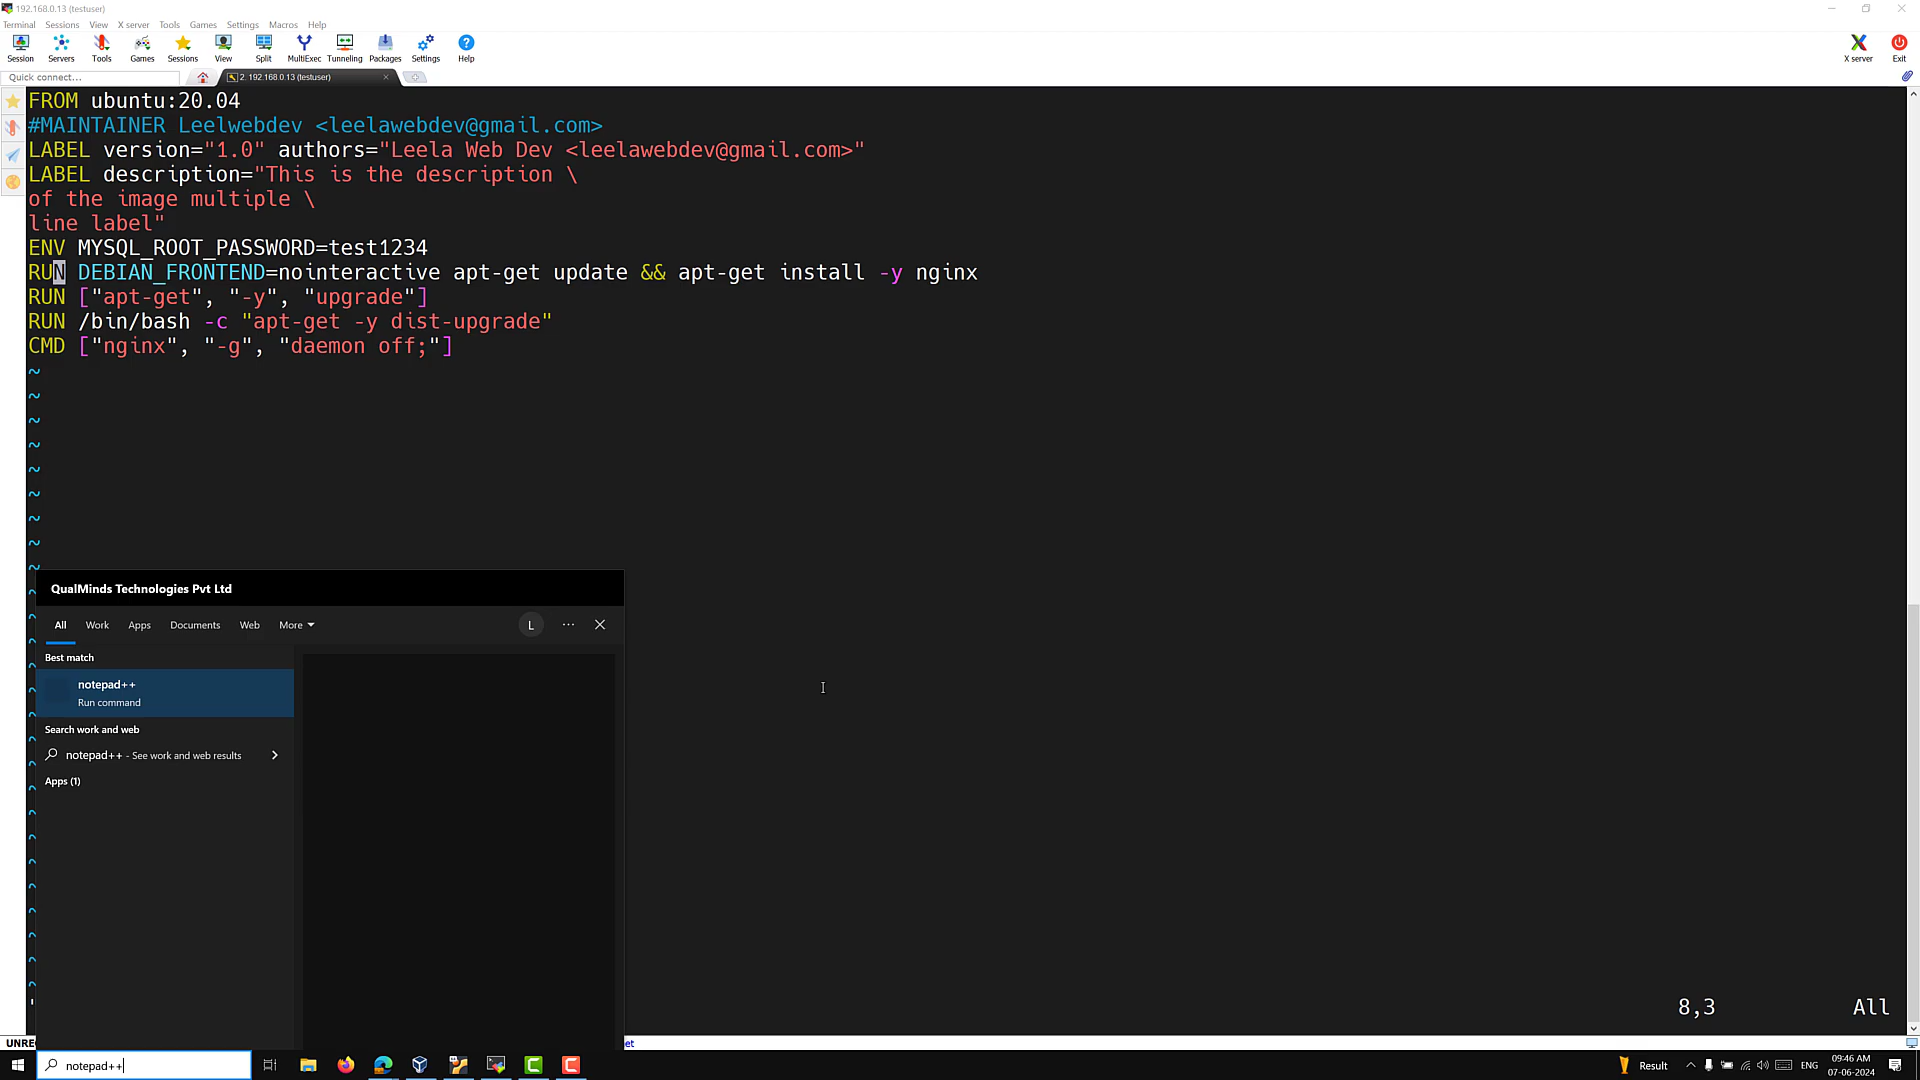 192.168.0.13 (testuser)
Terminal Sessions View X server Tools Games Settings Macros Help
Session Servers Tools Games Sessions View Split MultiExec Tunneling Packages Settings Help X server Exit
Quick connect... 2. 192.168.0.13 (testuser)
FROM ubuntu:20.04
#MAINTAINER Leelwebdev <leelawebdev@gmail.com>
LABEL version="1.0" authors="Leela Web Dev <leelawebdev@gmail.com>"
LABEL description="This is the description \
of the image multiple \
line label"
ENV MYSQL_ROOT_PASSWORD=test1234
RUN DEBIAN_FRONTEND=nointeractive apt-get update && apt-get install -y nginx
RUN ["apt-get", "-y", "upgrade"]
RUN /bin/bash -c "apt-get -y dist-upgrade"
CMD ["nginx", "-g", "daemon off;"]
~
~
~
~
~
~
~
~
~
QualMinds Technologies Pvt Ltd
All Work Apps Documents Web More L ...
Best match
notepad++
Run command
Search work and web
notepad++ - See work and web results
Apps (1)
8,3 All
notepad++
Result ENG 09:46 AM
07-06-2024